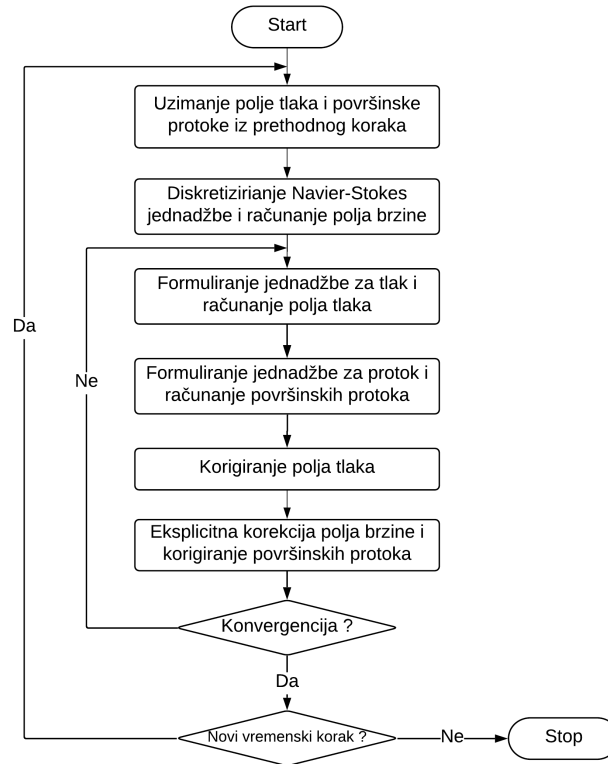 Start
Uzimanje polje tlaka i površinske
protoke iz prethodnog koraka
Diskretizirianje Navier-Stokes
jednadžbe i računanje polja brzine
Formuliranje jednadžbe za tlak i
računanje polja tlaka
Da
Ne
Formuliranje jednadžbe za protok i
računanje površinskih protoka
Korigiranje polja tlaka
Eksplicitna korekcija polja brzine i
korigiranje površinskih protoka
Konvergencija ?
Da
Novi vremenski korak ?
Ne
Stop